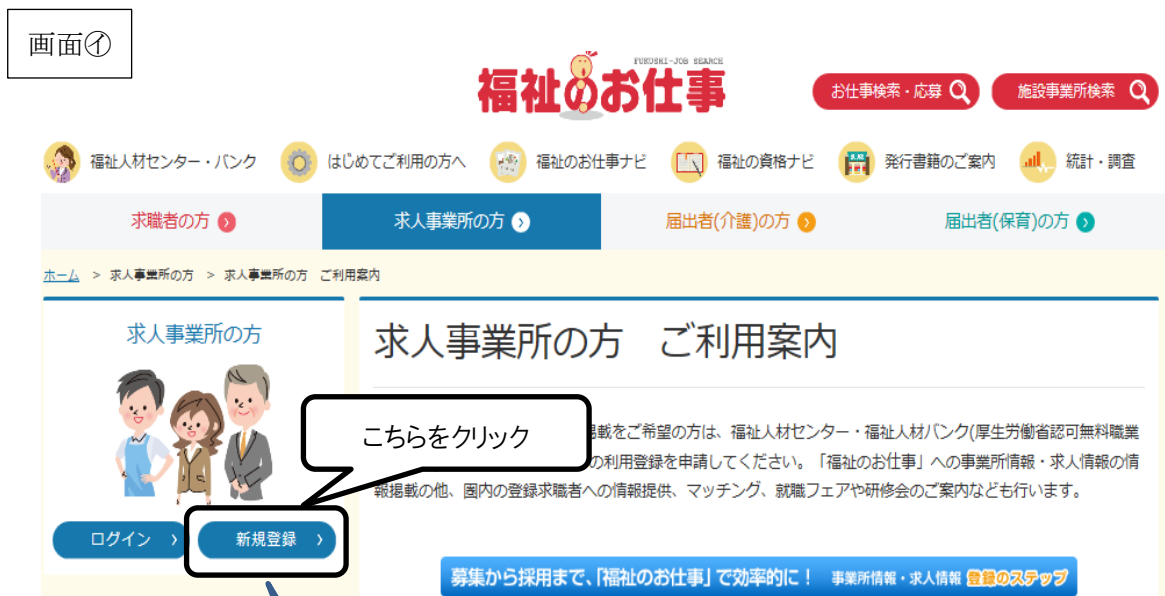 画面㋑
FUKUSHI-JOB SEARCH
福祉のお仕事
お仕事検索・応募
施設事業所検索
福祉人材センター・バンク
はじめてご利用の方へ
福祉のお仕事ナビ
福祉の資格ナビ
発行書籍のご案内
統計・調査
求職者の方
求人事業所の方
届出者(介護)の方
届出者(保育)の方
ホーム > 求人事業所の方 > 求人事業所の方 ご利用案内
求人事業所の方
求人事業所の方 ご利用案内
こちらをクリック
掲載をご希望の方は、福祉人材センター・福祉人材バンク(厚生労働省認可無料職業
の利用登録を申請してください。「福祉のお仕事」への事業所情報・求人情報の情
報掲載の他、圏内の登録求職者への情報提供、マッチング、就職フェアや研修会のご案内なども行います。
ログイン
新規登録
募集から採用まで、「福祉のお仕事」で効率的に! 事業所情報・求人情報 登録のステップ